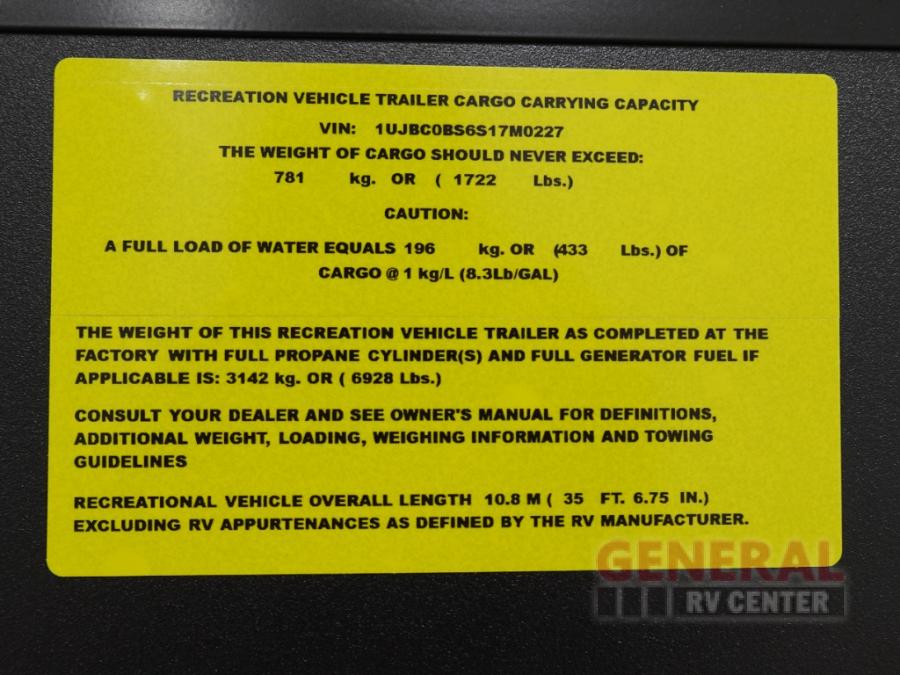 RECREATION VEHICLE TRAILER CARGO CARRYING CAPACITY
VIN: 1UJBC0BS6S17M0227
THE WEIGHT OF CARGO SHOULD NEVER EXCEED:
781 kg. OR ( 1722 Lbs.)
CAUTION:
A FULL LOAD OF WATER EQUALS 196 kg. OR (433 Lbs.) OF
CARGO @ 1 kg/L (8.3Lb/GAL)
THE WEIGHT OF THIS RECREATION VEHICLE TRAILER AS COMPLETED AT THE
FACTORY WITH FULL PROPANE CYLINDER(S) AND FULL GENERATOR FUEL IF
APPLICABLE IS: 3142 kg. OR ( 6928 Lbs.)
CONSULT YOUR DEALER AND SEE OWNER'S MANUAL FOR DEFINITIONS,
ADDITIONAL WEIGHT, LOADING, WEIGHING INFORMATION AND TOWING
GUIDELINES
RECREATIONAL VEHICLE OVERALL LENGTH 10.8 M ( 35 FT. 6.75 IN.)
EXCLUDING RV APPURTENANCES AS DEFINED BY THE RV MANUFACTURER.
GENERAL
RV CENTER